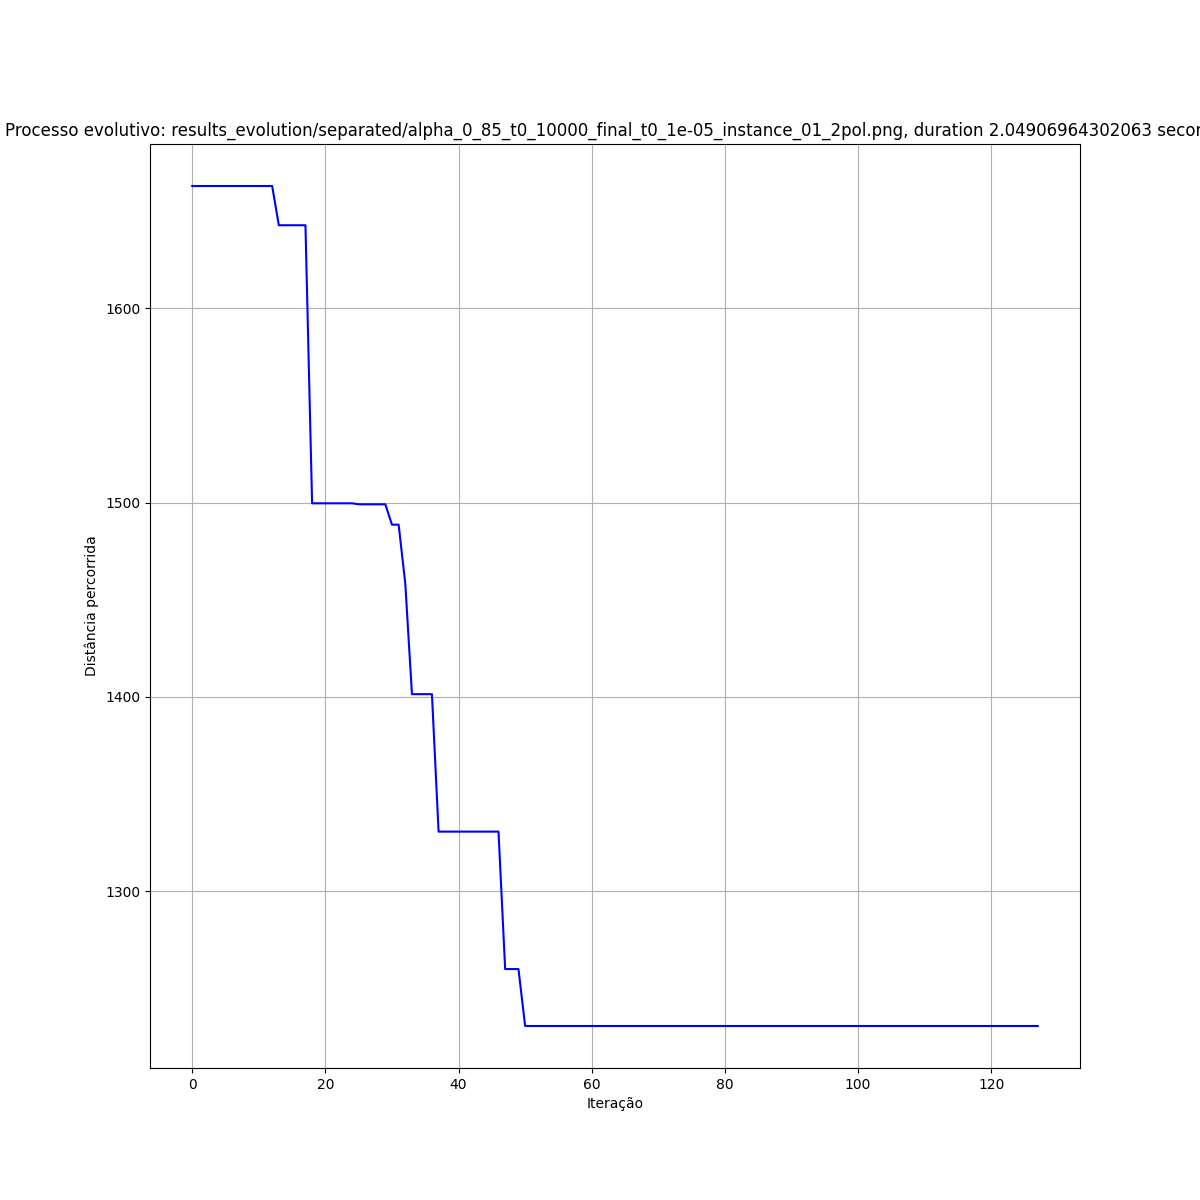 Processo evolutivo: results_evolution/separated/alpha_0_85_t0_10000_final_t0_1e-05_instance_01_2pol.png, duration 2.04906964302063
1600
1500
1400
1300
Distância percorrida
0 20 40 60 80 100 120
Iteração